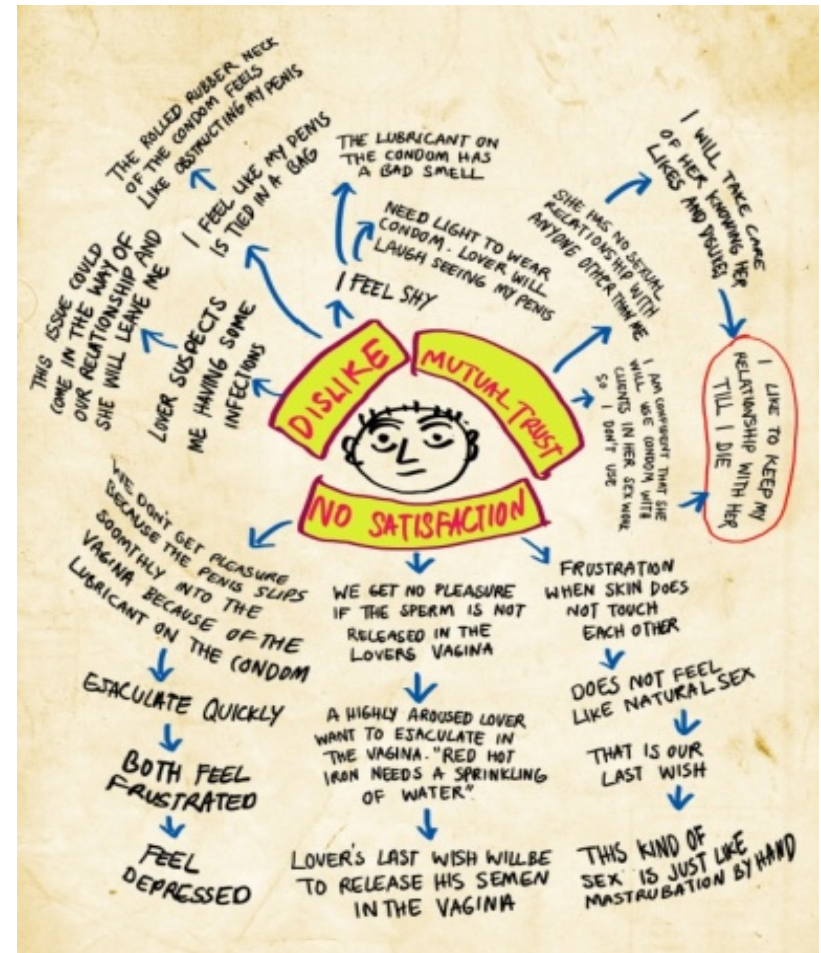 THE ROLLED RUBBER NECK
OF THE CONDOM FEELS
LIKE OBSTRUCTING MY PENIS
I FEEL LIKE MY PENIS
IS TIED IN A BAG
THE LUBRICANT ON
THE CONDOM HAS
A BAD SMELL
NEED LIGHT TO WEAR
CONDOM. LOVER WILL
LAUGH SEEING MY PENIS
I FEEL SHY
THIS ISSUE COULD
COME IN THE WAY OF
OUR RELATIONSHIP AND
SHE WILL LEAVE ME
LOVER SUSPECTS
ME HAVING SOME
INFECTIONS
DISLIKE
MUTUAL TRUST
SHE HAS NO SEXUAL
RELATIONSHIP WITH
ANYONE OTHER THAN ME
I WILL TAKE CARE
OF HER KNOWING HER
LIKES AND DISLIKES
I AM CONFIDENT THAT SHE
WILL USE CONDOM WITH
CLIENTS IN HER SEX WORK
SO I DON'T USE
I LIKE TO KEEP MY
RELATIONSHIP WITH HER
TILL I DIE
NO SATISFACTION
WE DON'T GET PLEASURE
BECAUSE THE PENIS SLIPS
SOOMTHLY INTO THE
VAGINA BECAUSE OF THE
LUBRICANT ON THE CONDOM
EJACULATE QUICKLY
BOTH FEEL
FRUSTRATED
FEEL
DEPRESSED
WE GET NO PLEASURE
IF THE SPERM IS NOT
RELEASED IN THE
LOVERS VAGINA
A HIGHLY AROUSED LOVER
WANT TO EJACULATE IN
THE VAGINA. "RED HOT
IRON NEEDS A SPRINKLING
OF WATER"
LOVER'S LAST WISH WILL BE
TO RELEASE HIS SEMEN
IN THE VAGINA
FRUSTRATION
WHEN SKIN DOES
NOT TOUCH
EACH OTHER
DOES NOT FEEL
LIKE NATURAL SEX
THAT IS OUR
LAST WISH
THIS KIND OF
SEX IS JUST LIKE
MASTRUBATION BY HAND